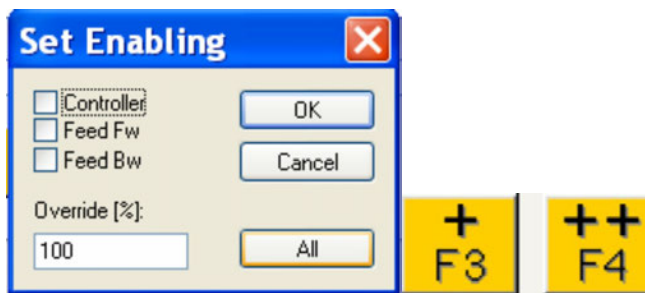 Set Enabling
Controller
Feed Fw
Feed Bw
OK
Cancel
Override [%]:
100
All
+
F3
++
F4